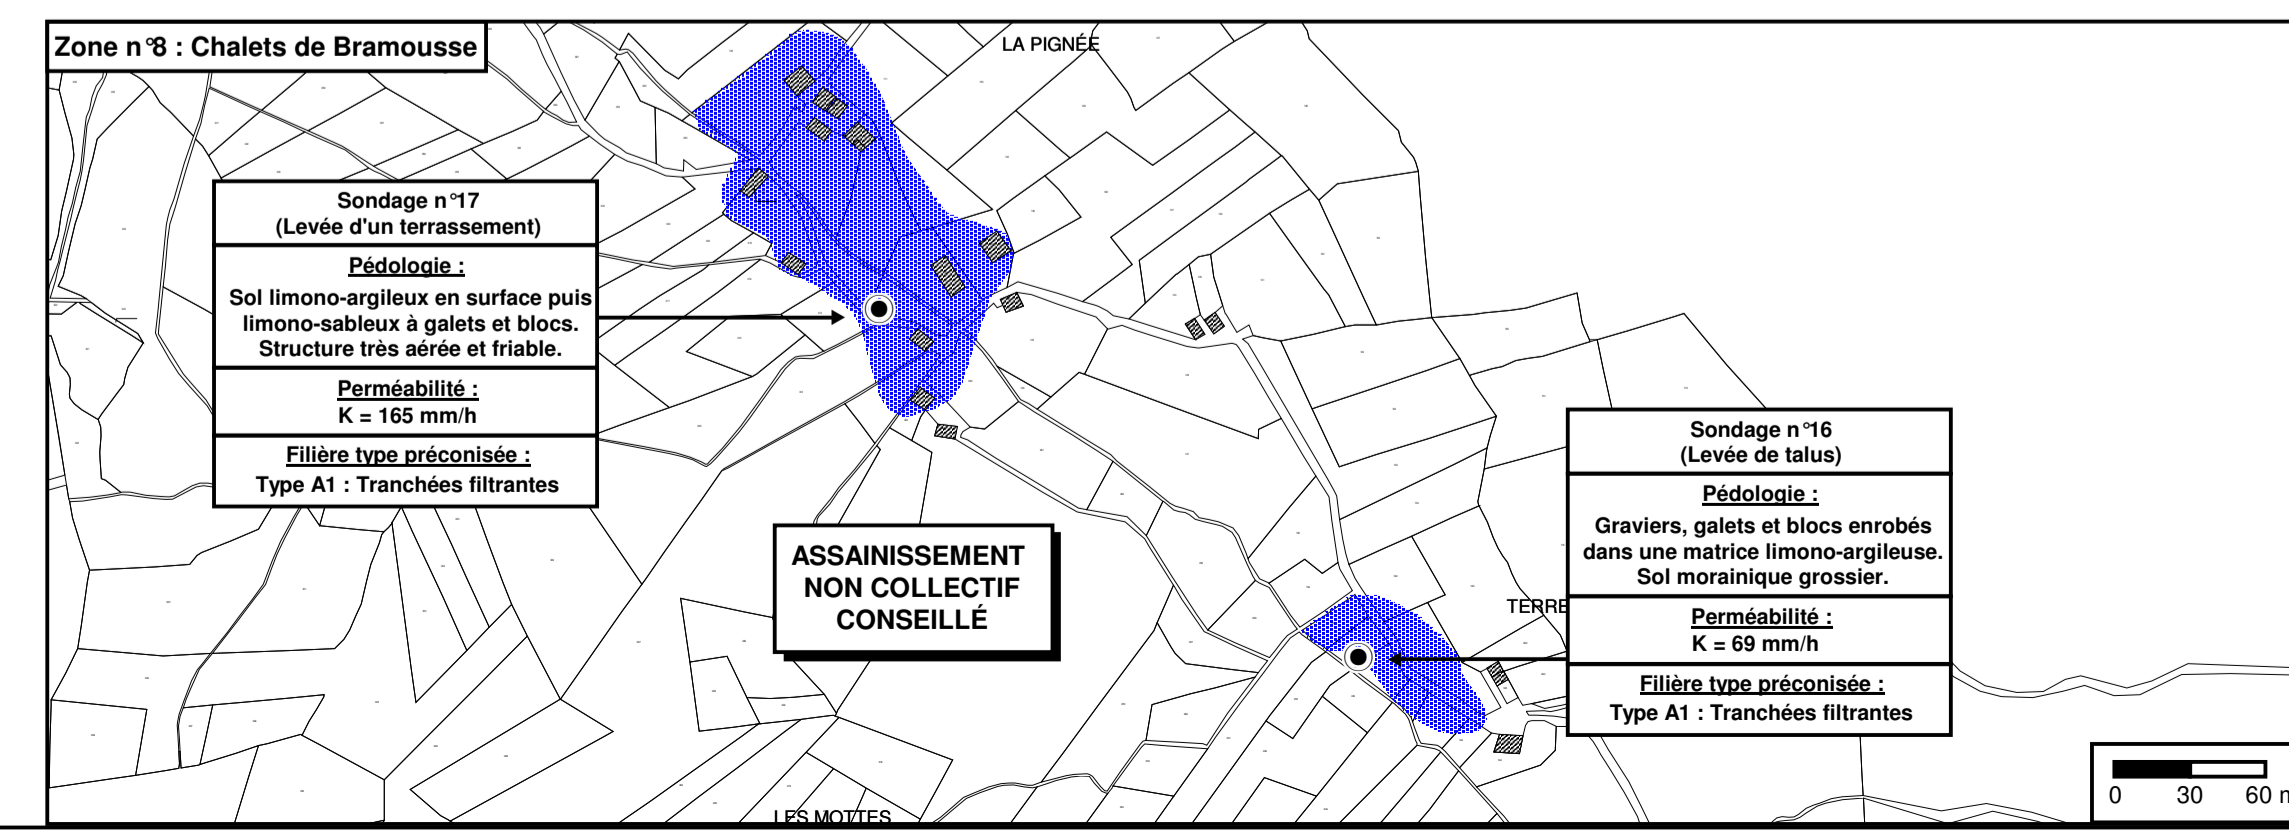 Zone n°8 : Chalets de Bramousse
LA PIGNÉE
Sondage n°17
(Levée d'un terrassement)
Pédologie :
Sol limono-argileux en surface puis
limono-sableux à galets et blocs.
Structure très aérée et friable.
Perméabilité :
K = 165 mm/h
Filière type préconisée :
Type A1 : Tranchées filtrantes
ASSAINISSEMENT
NON COLLECTIF
CONSEILLÉ
Sondage n°16
(Levée de talus)
Pédologie :
Graviers, galets et blocs enrobés
dans une matrice limono-argileuse.
Sol morainique grossier.
Perméabilité :
K = 69 mm/h
Filière type préconisée :
Type A1 : Tranchées filtrantes
TERRE
LES MOTTES
0 30 60 m